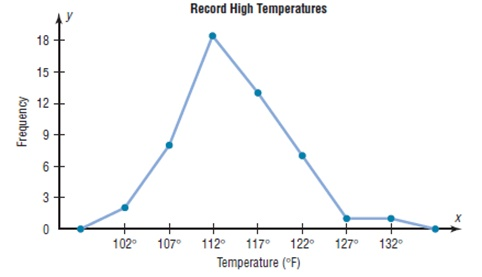 Record High Temperatures
y
18
15
12
9
6
3
0
Frequency
x
102° 107° 112° 117° 122° 127° 132°
Temperature (°F)